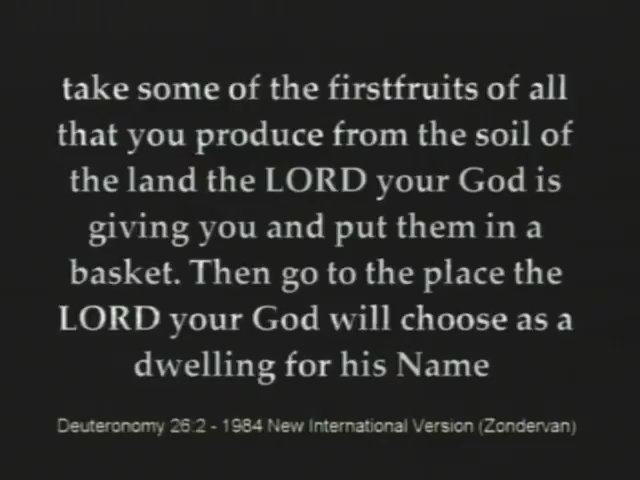 take some of the firstfruits of all
that you produce from the soil of
the land the LORD your God is
giving you and put them in a
basket. Then go to the place the
LORD your God will choose as a
dwelling for his Name
Deuteronomy 26:2 - 1984 New International Version (Zondervan)